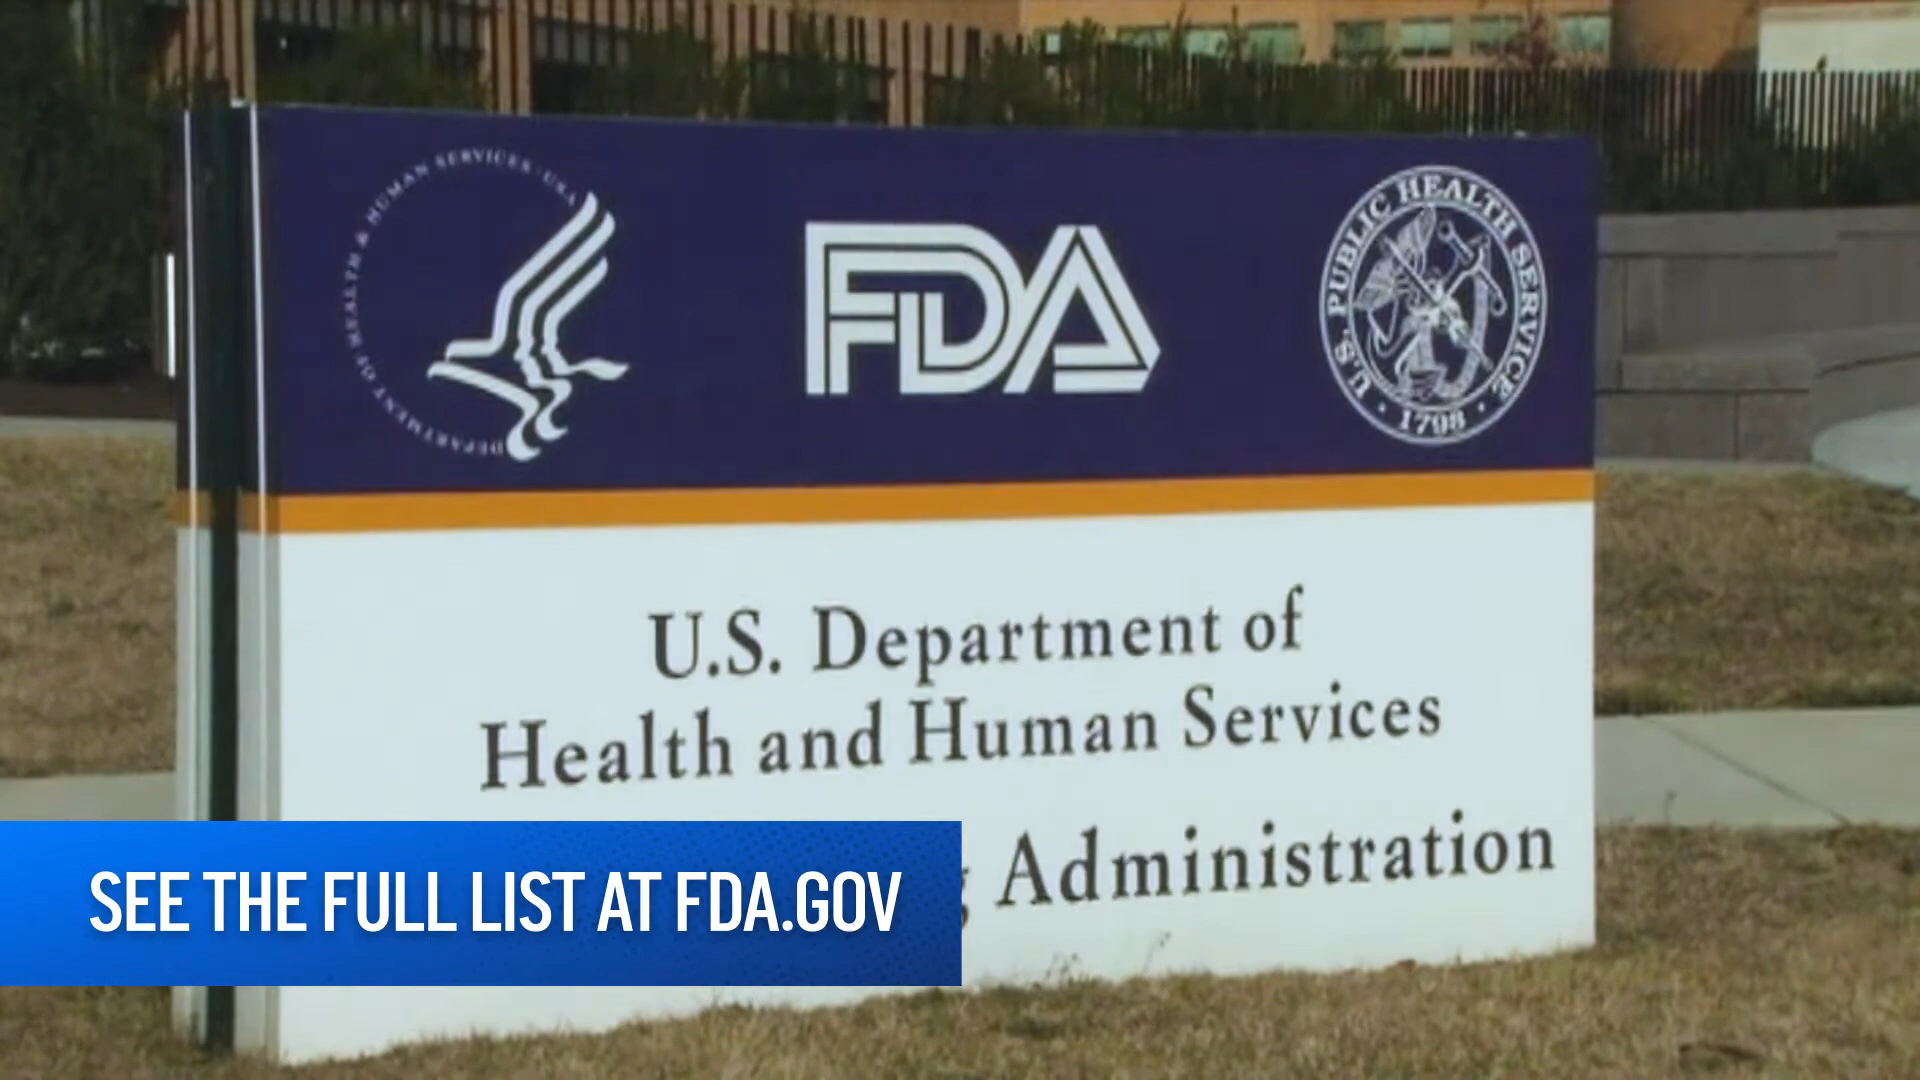 DEPARTMENT OF HEALTH & HUMAN SERVICES · USA
FDA
U.S. PUBLIC HEALTH SERVICE
· 1798 ·
U.S. Department of
Health and Human Services
Administration
SEE THE FULL LIST AT FDA.GOV